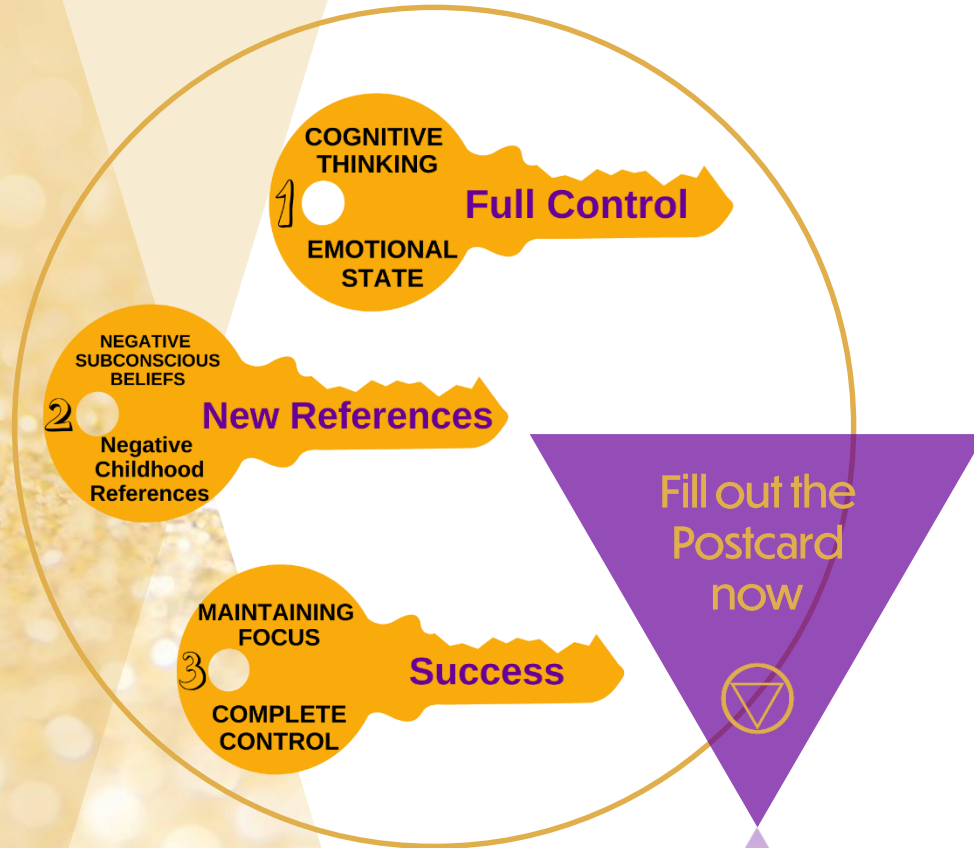 COGNITIVE
THINKING
1
Full Control
EMOTIONAL
STATE
NEGATIVE
SUBCONSCIOUS
BELIEFS
2
New References
Negative
Childhood
References
Fill out the
Postcard
now
MAINTAINING
FOCUS
3
Success
COMPLETE
CONTROL